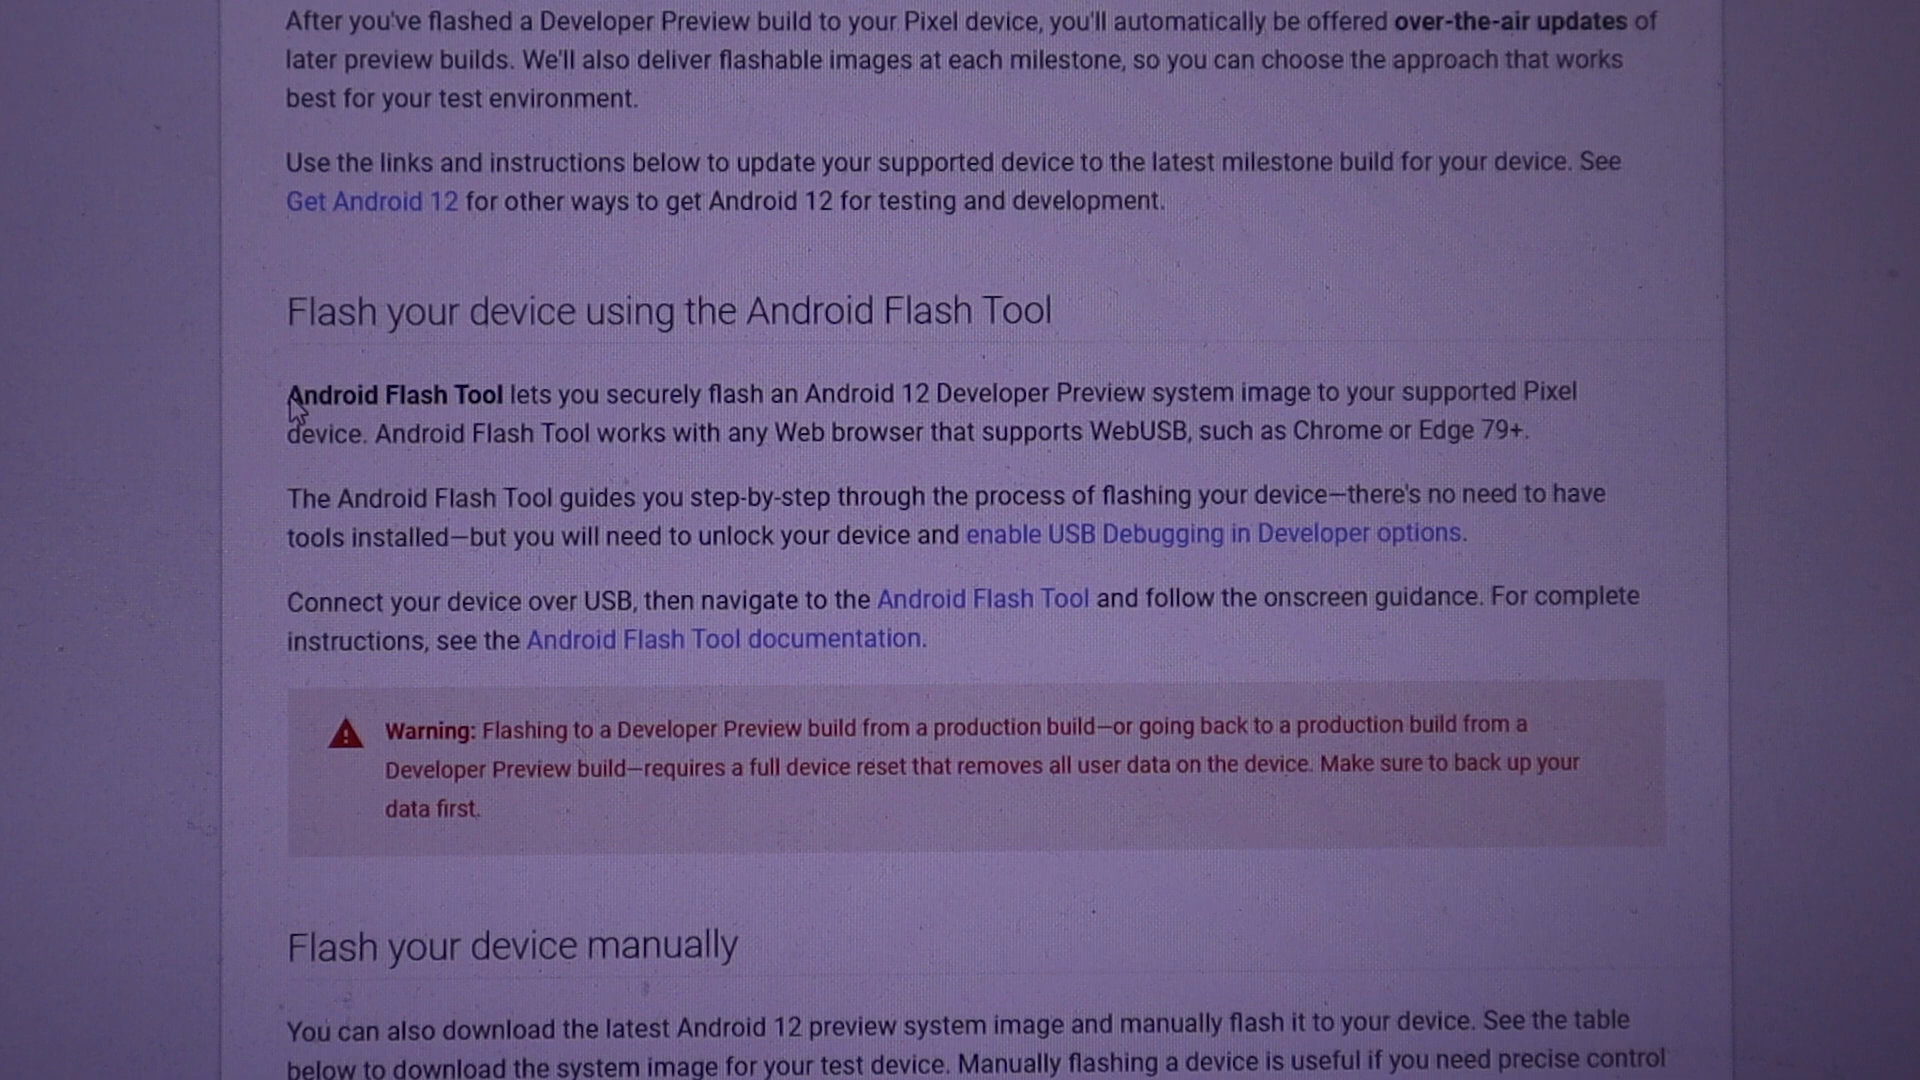 After you've flashed a Developer Preview build to your Pixel device, you'll automatically be offered over-the-air updates of
later preview builds. We'll also deliver flashable images at each milestone, so you can choose the approach that works
best for your test environment.
Use the links and instructions below to update your supported device to the latest milestone build for your device. See
Get Android 12 for other ways to get Android 12 for testing and development.
Flash your device using the Android Flash Tool
Android Flash Tool lets you securely flash an Android 12 Developer Preview system image to your supported Pixel
device. Android Flash Tool works with any Web browser that supports WebUSB, such as Chrome or Edge 79+.
The Android Flash Tool guides you step-by-step through the process of flashing your device—there's no need to have
tools installed—but you will need to unlock your device and enable USB Debugging in Developer options.
Connect your device over USB, then navigate to the Android Flash Tool and follow the onscreen guidance. For complete
instructions, see the Android Flash Tool documentation.
Warning: Flashing to a Developer Preview build from a production build—or going back to a production build from a
Developer Preview build—requires a full device reset that removes all user data on the device. Make sure to back up your
data first.
Flash your device manually
You can also download the latest Android 12 preview system image and manually flash it to your device. See the table
below to download the system image for your test device. Manually flashing a device is useful if you need precise control